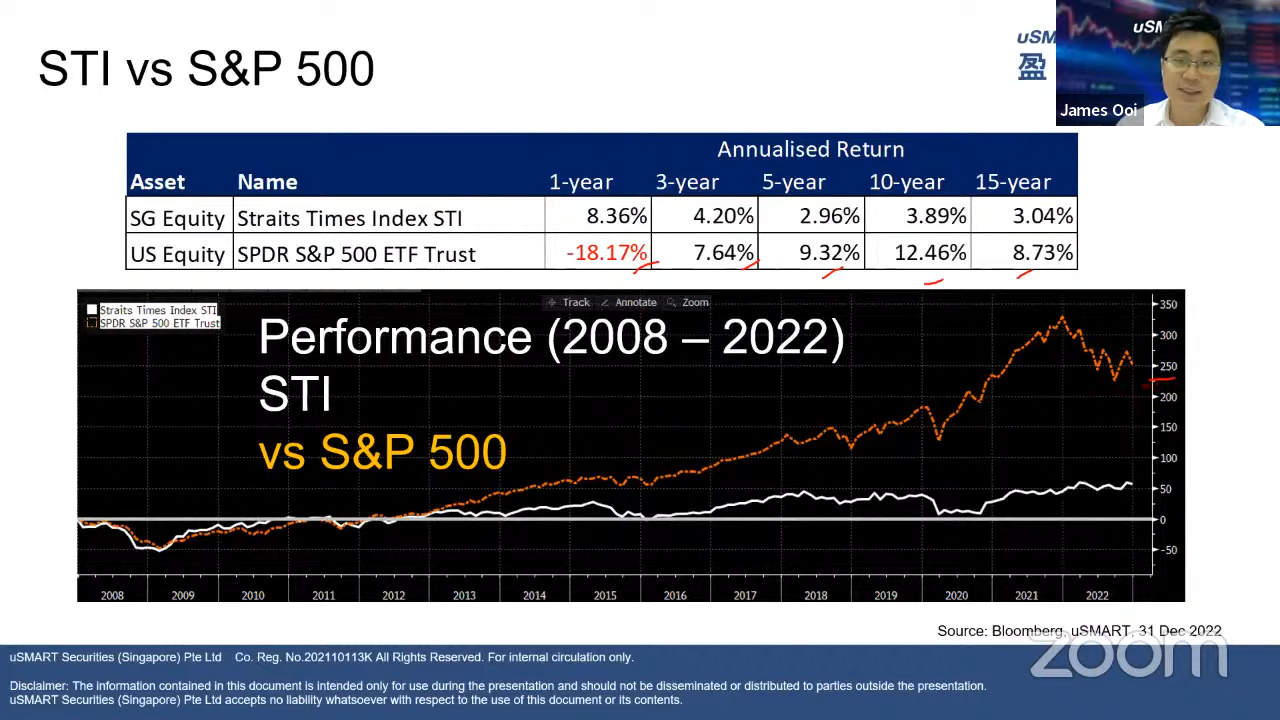 STI vs S&P 500
uSM
盈
uSM
James Ooi
Annualised Return
Asset Name 1-year 3-year 5-year 10-year 15-year
SG Equity Straits Times Index STI 8.36% 4.20% 2.96% 3.89% 3.04%
US Equity SPDR S&P 500 ETF Trust -18.17% 7.64% 9.32% 12.46% 8.73%
Track Annotate Zoom
Straits Times Index STI
SPDR S&P 500 ETF Trust
Performance (2008 – 2022)
STI
vs S&P 500
350
300
250
200
150
100
50
0
-50
2008 2009 2010 2011 2012 2013 2014 2015 2016 2017 2018 2019 2020 2021 2022
Source: Bloomberg, uSMART, 31 Dec 2022
zoom
uSMART Securities (Singapore) Pte Ltd Co. Reg. No.202110113K All Rights Reserved. For internal circulation only.
Disclaimer: The information contained in this document is intended only for use during the presentation and should not be disseminated or distributed to parties outside the presentation.
uSMART Securities (Singapore) Pte Ltd accepts no liability whatsoever with respect to the use of this document or its contents.